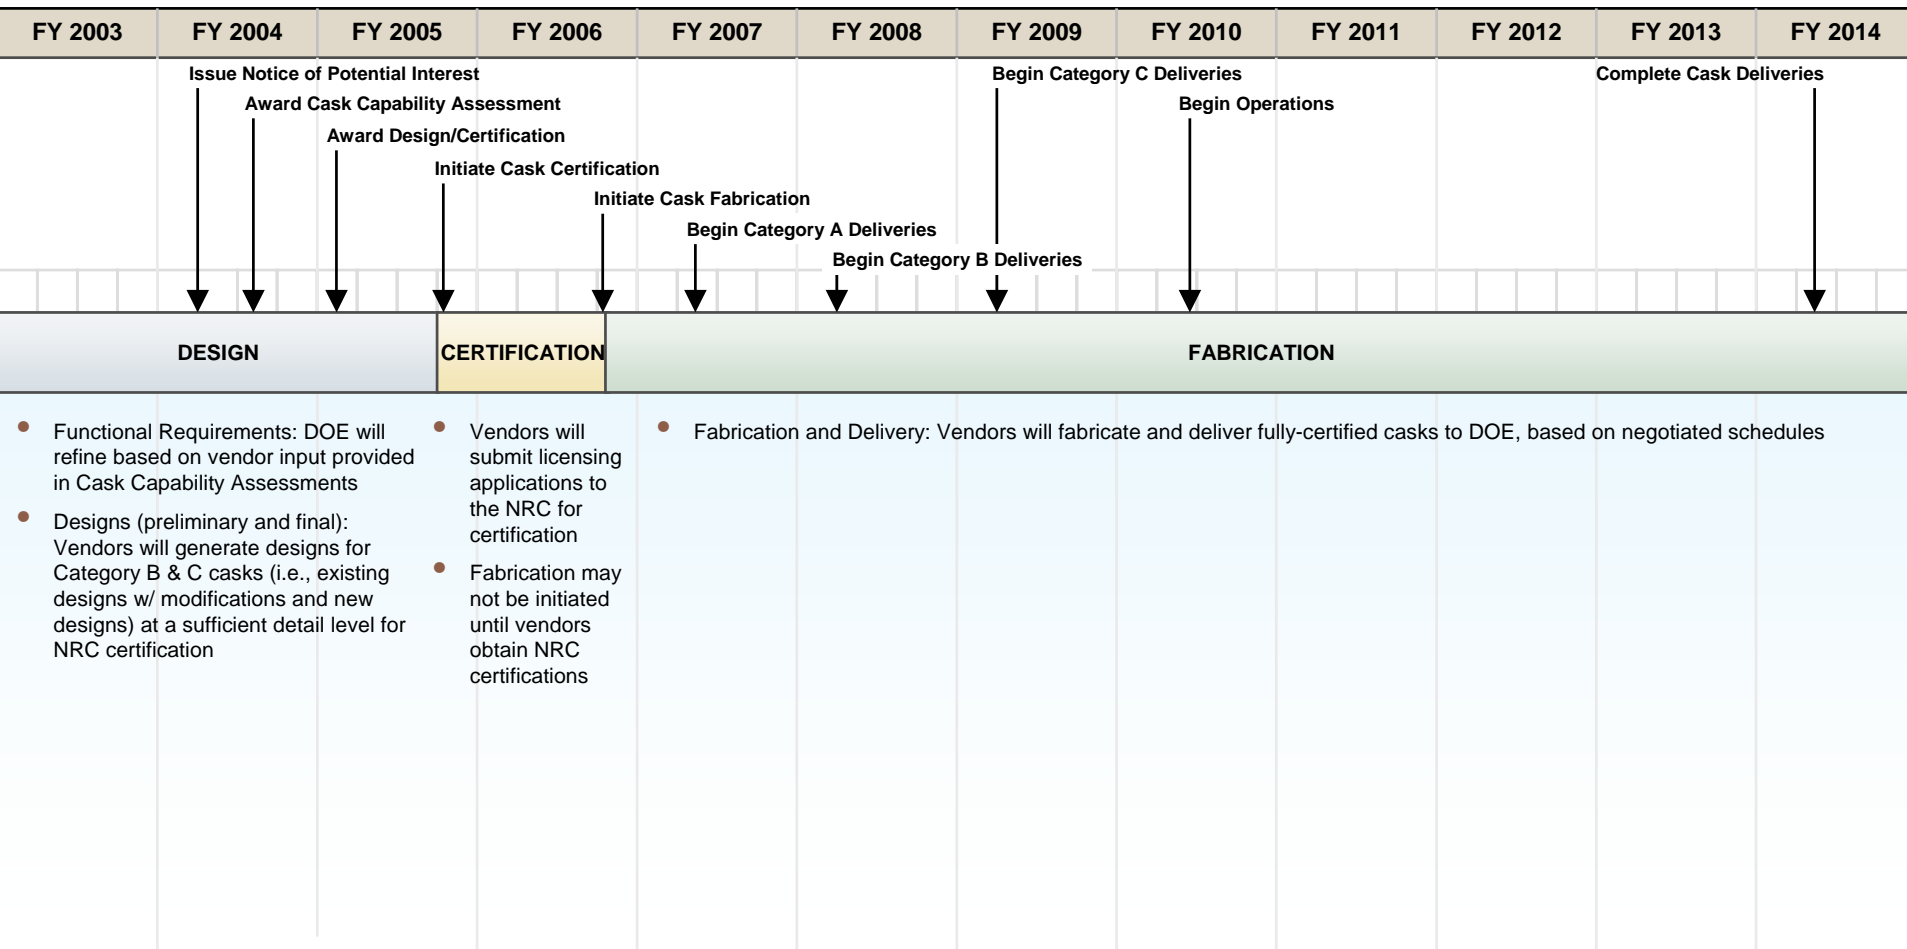 FY 2003 FY 2004 FY 2005 FY 2006 FY 2007 FY 2008 FY 2009 FY 2010 FY 2011 FY 2012 FY 2013 FY 2014
Issue Notice of Potential Interest
Begin Category C Deliveries
Complete Cask Deliveries
Award Cask Capability Assessment
Begin Operations
Award Design/Certification
Initiate Cask Certification
Initiate Cask Fabrication
Begin Category A Deliveries
Begin Category B Deliveries
DESIGN
CERTIFICATION
FABRICATION
• Functional Requirements: DOE will
refine based on vendor input provided
in Cask Capability Assessments
• Designs (preliminary and final):
Vendors will generate designs for
Category B & C casks (i.e., existing
designs w/ modifications and new
designs) at a sufficient detail level for
NRC certification
• Vendors will
submit licensing
applications to
the NRC for
certification
• Fabrication may
not be initiated
until vendors
obtain NRC
certifications
• Fabrication and Delivery: Vendors will fabricate and deliver fully-certified casks to DOE, based on negotiated schedules